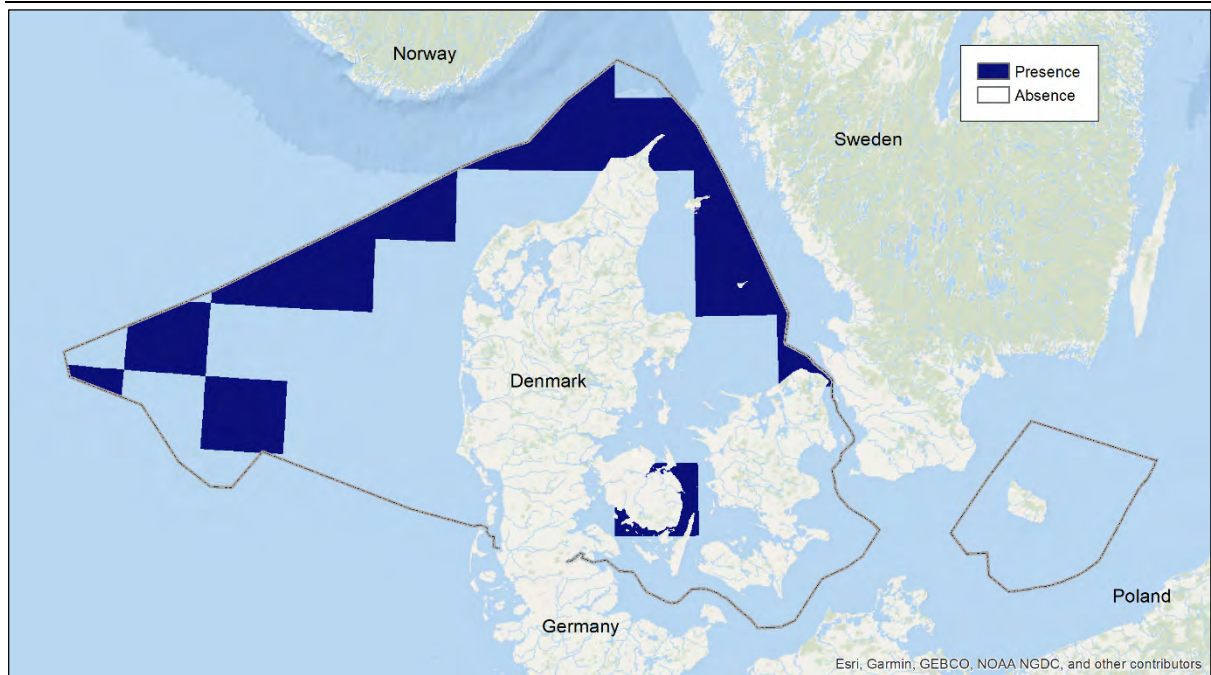 Norway
Presence
Absence
Sweden
Denmark
Poland
Germany
Esri, Garmin, GEBCO, NOAA NGDC, and other contributors